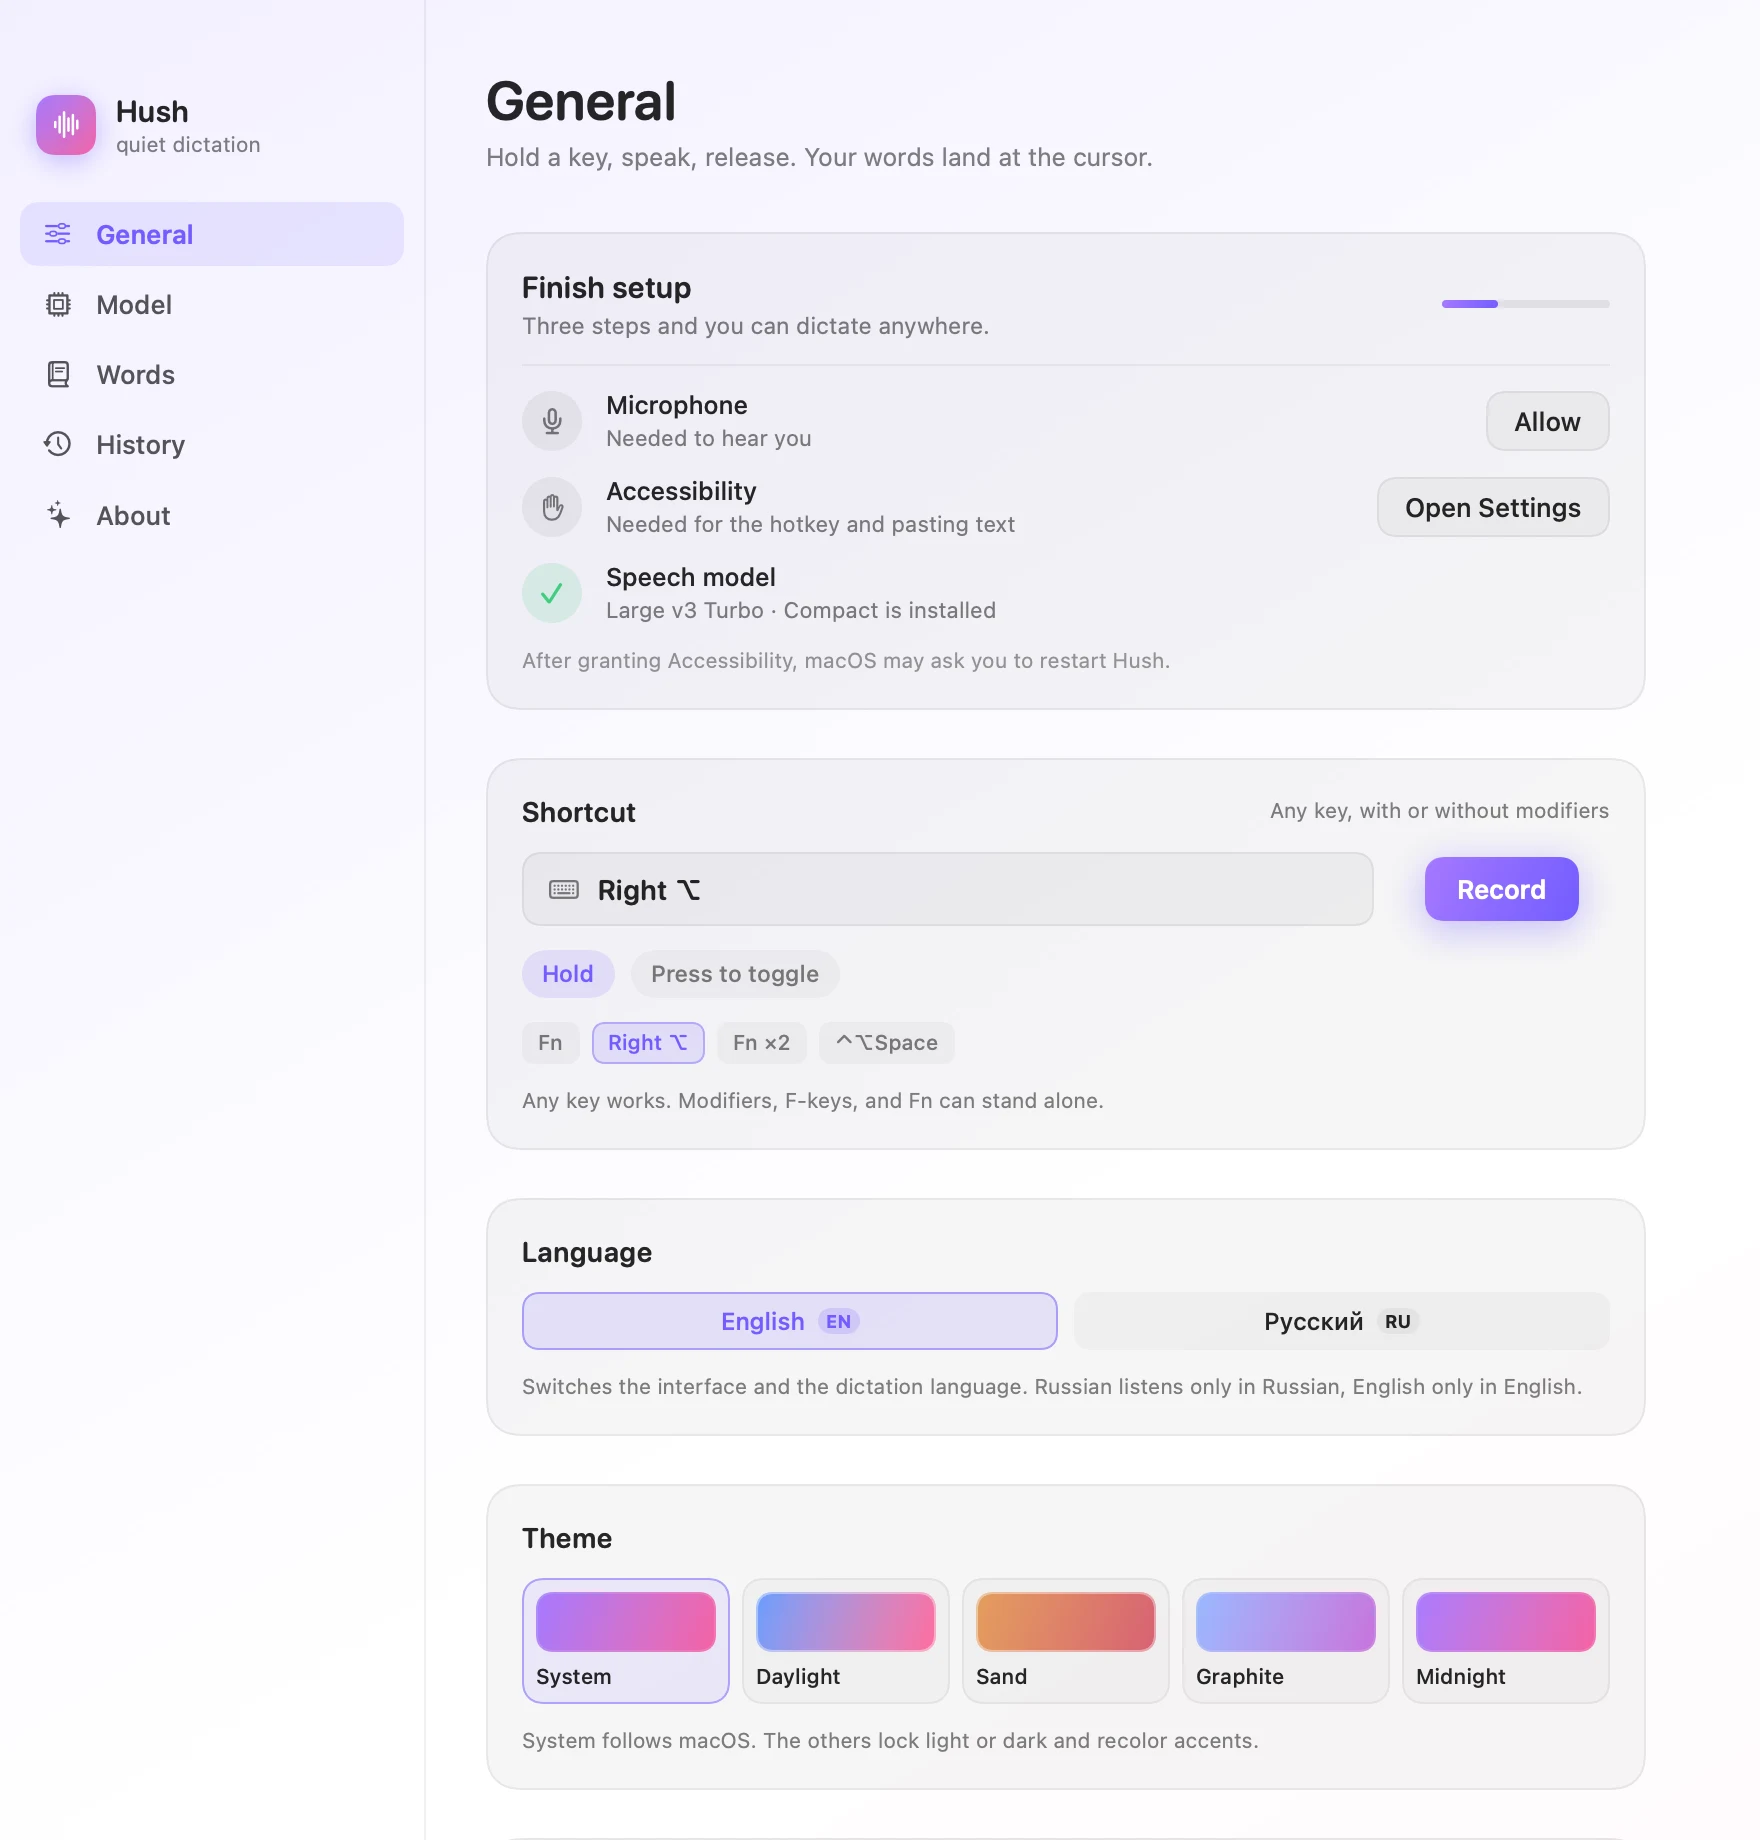 Hush
quiet dictation
General
Model
Words
History
About
General
Hold a key, speak, release. Your words land at the cursor.
Finish setup
Three steps and you can dictate anywhere.
Microphone
Needed to hear you
Allow
Accessibility
Needed for the hotkey and pasting text
Open Settings
Speech model
Large v3 Turbo · Compact is installed
After granting Accessibility, macOS may ask you to restart Hush.
Shortcut
Any key, with or without modifiers
Right ⌥
Record
Hold
Press to toggle
Fn
Right ⌥
Fn ×2
^⌥Space
Any key works. Modifiers, F-keys, and Fn can stand alone.
Language
English EN
Русский RU
Switches the interface and the dictation language. Russian listens only in Russian, English only in English.
Theme
System
Daylight
Sand
Graphite
Midnight
System follows macOS. The others lock light or dark and recolor accents.